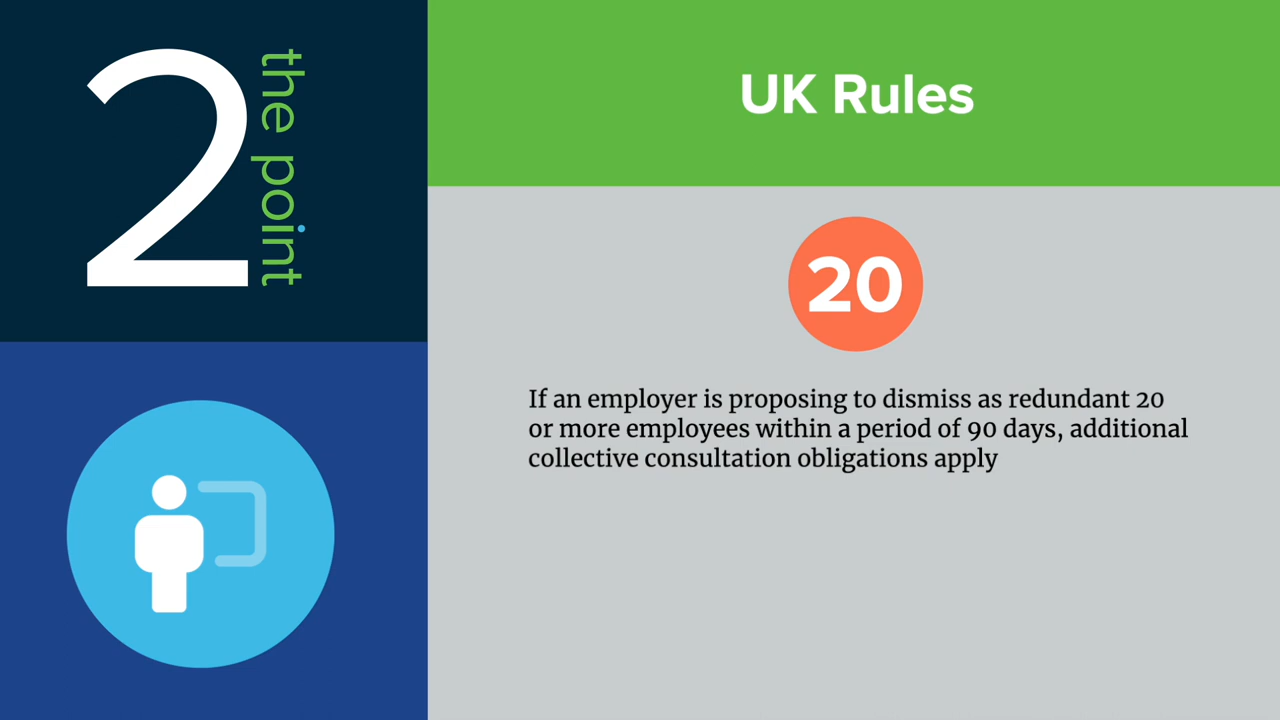 2
the point
UK Rules
20
If an employer is proposing to dismiss as redundant 20
or more employees within a period of 90 days, additional
collective consultation obligations apply